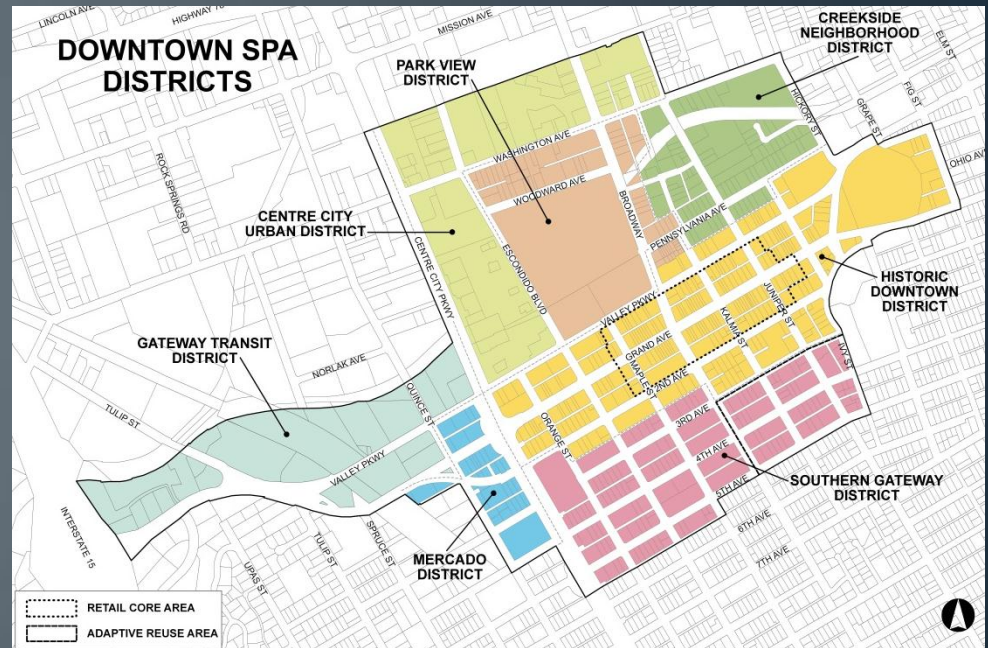 LINCOLN AVE
HIGHWAY 78
MISSION AVE
DOWNTOWN SPA
DISTRICTS
CREEKSIDE
NEIGHBORHOOD
DISTRICT
PARK VIEW
DISTRICT
ELM ST
FIG ST
GRAPE ST
HICKORY ST
OHIO AVE
WASHINGTON AVE
WOODWARD AVE
ROCK SPRINGS RD
BROADWAY
PENNSYLVANIA AVE
CENTRE CITY
URBAN DISTRICT
CENTRE CITY PKWY
ESCONDIDO BLVD
VALLEY PKWY
HISTORIC
DOWNTOWN
DISTRICT
JUNIPER ST
KALMIA ST
GRAND AVE
GATEWAY TRANSIT
DISTRICT
NORLAK AVE
MAPLE ST
2ND AVE
IVY ST
QUINCE ST
TULIP ST
ORANGE ST
3RD AVE
4TH AVE
5TH AVE
VALLEY PKWY
SOUTHERN GATEWAY
DISTRICT
INTERSTATE 15
6TH AVE
7TH AVE
TULIP ST
SPRUCE ST
UPAS ST
MERCADO
DISTRICT
RETAIL CORE AREA
ADAPTIVE REUSE AREA